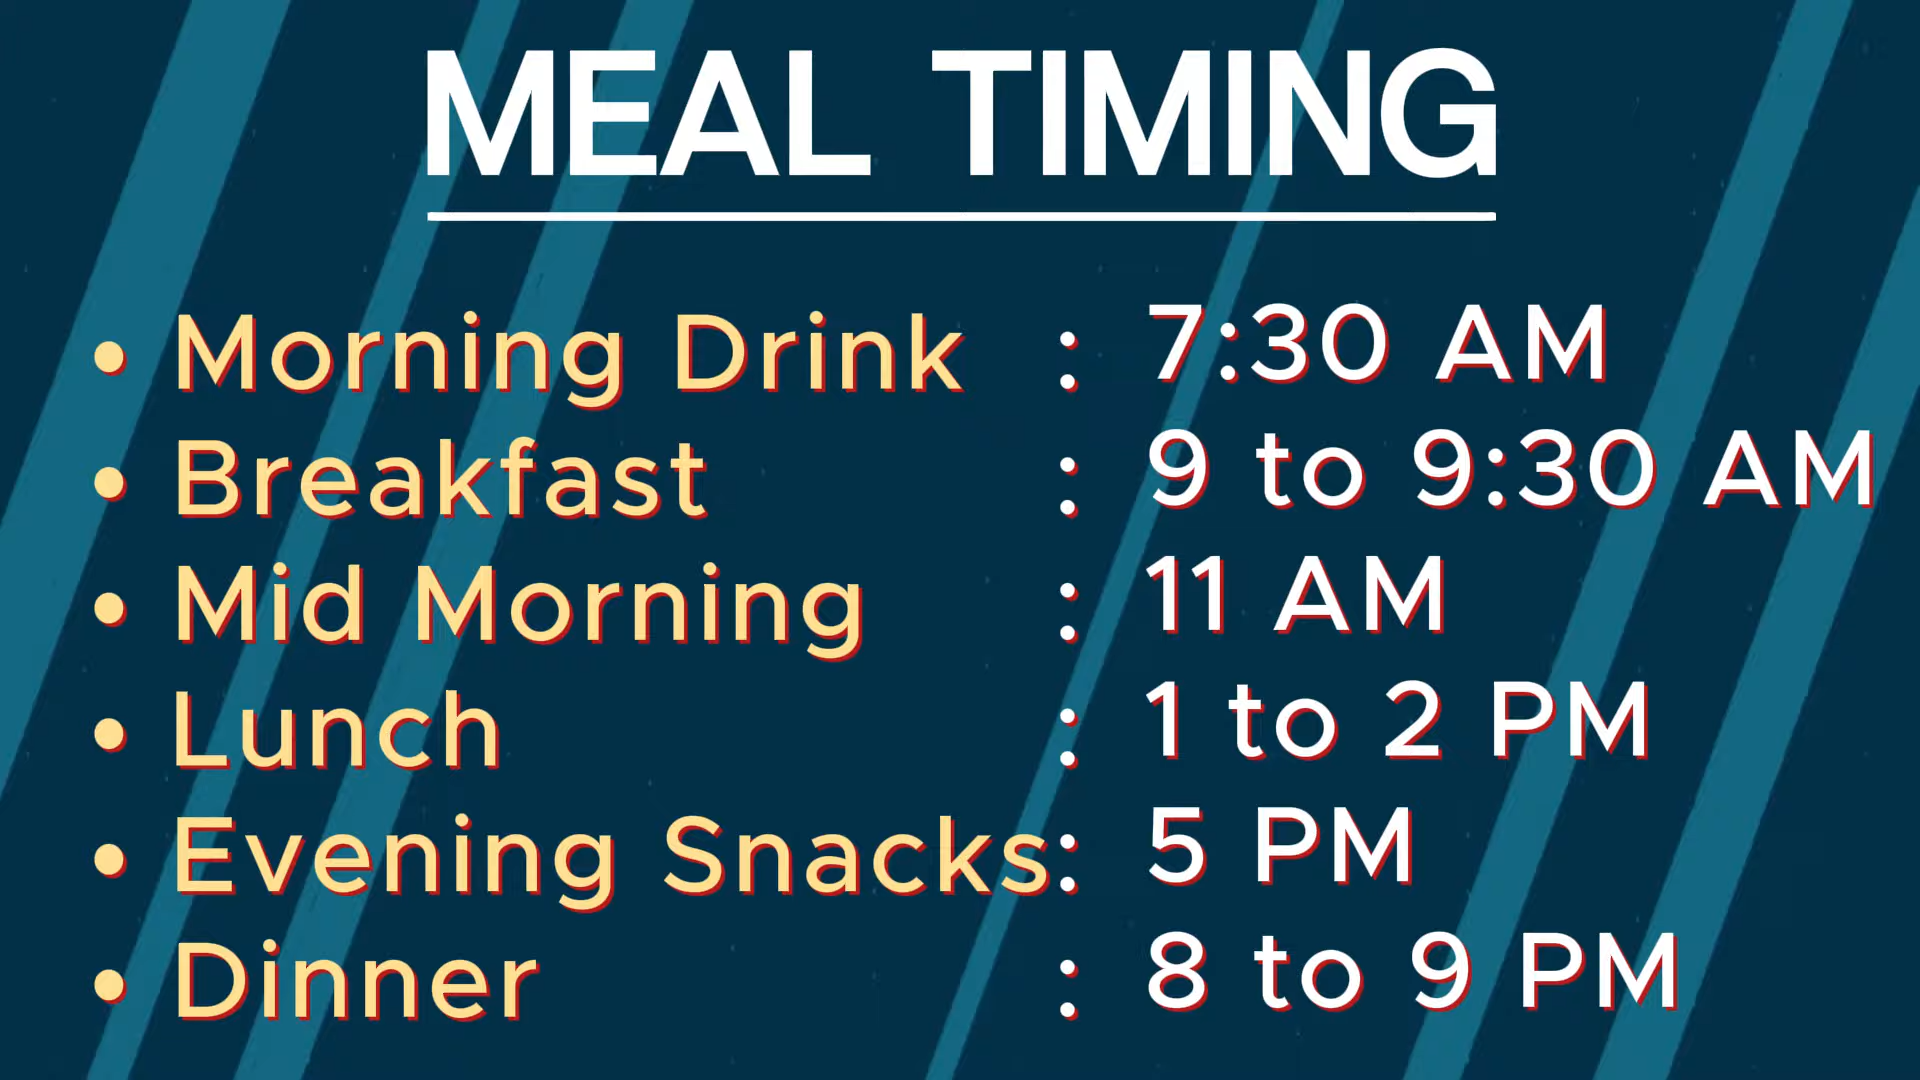 MEAL TIMING
• Morning Drink : 7:30 AM
• Breakfast : 9 to 9:30 AM
• Mid Morning : 11 AM
• Lunch : 1 to 2 PM
• Evening Snacks: 5 PM
• Dinner : 8 to 9 PM